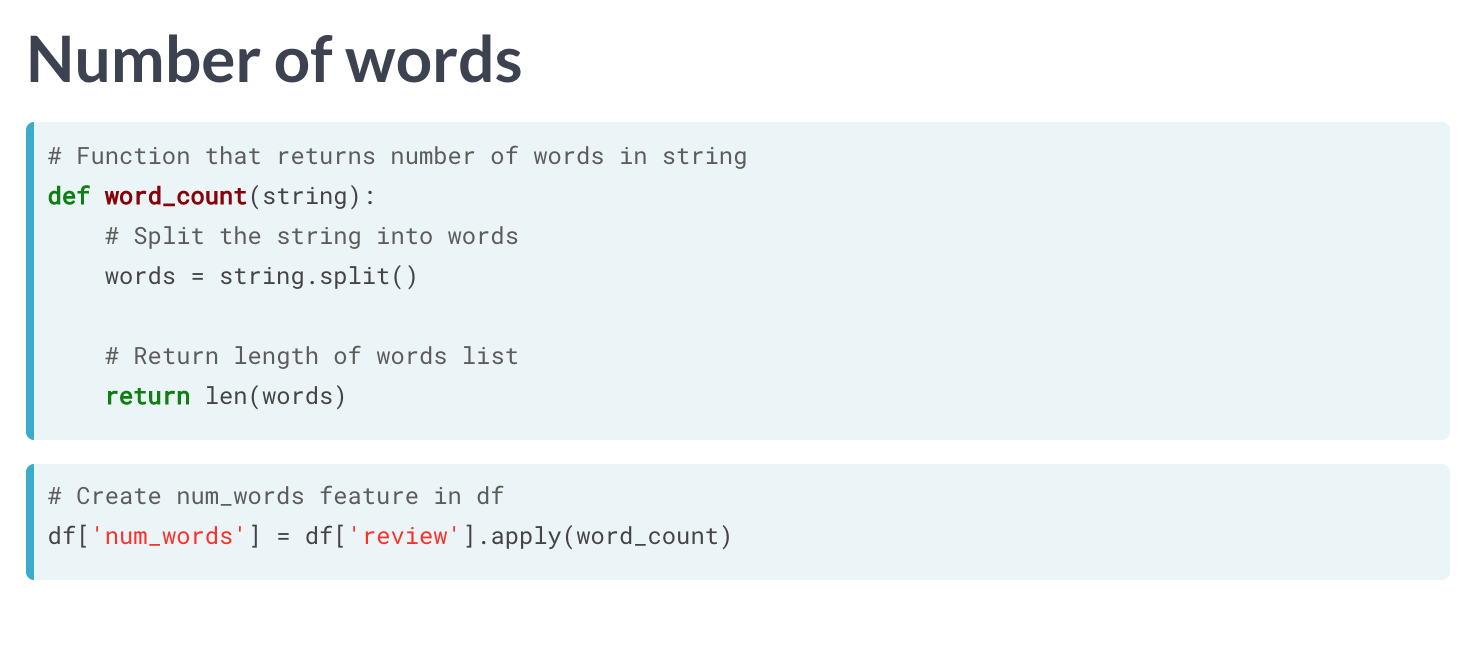 Number of words
# Function that returns number of words in string
def word_count(string):
    # Split the string into words
    words = string.split()

    # Return length of words list
    return len(words)
# Create num_words feature in df
df['num_words'] = df['review'].apply(word_count)